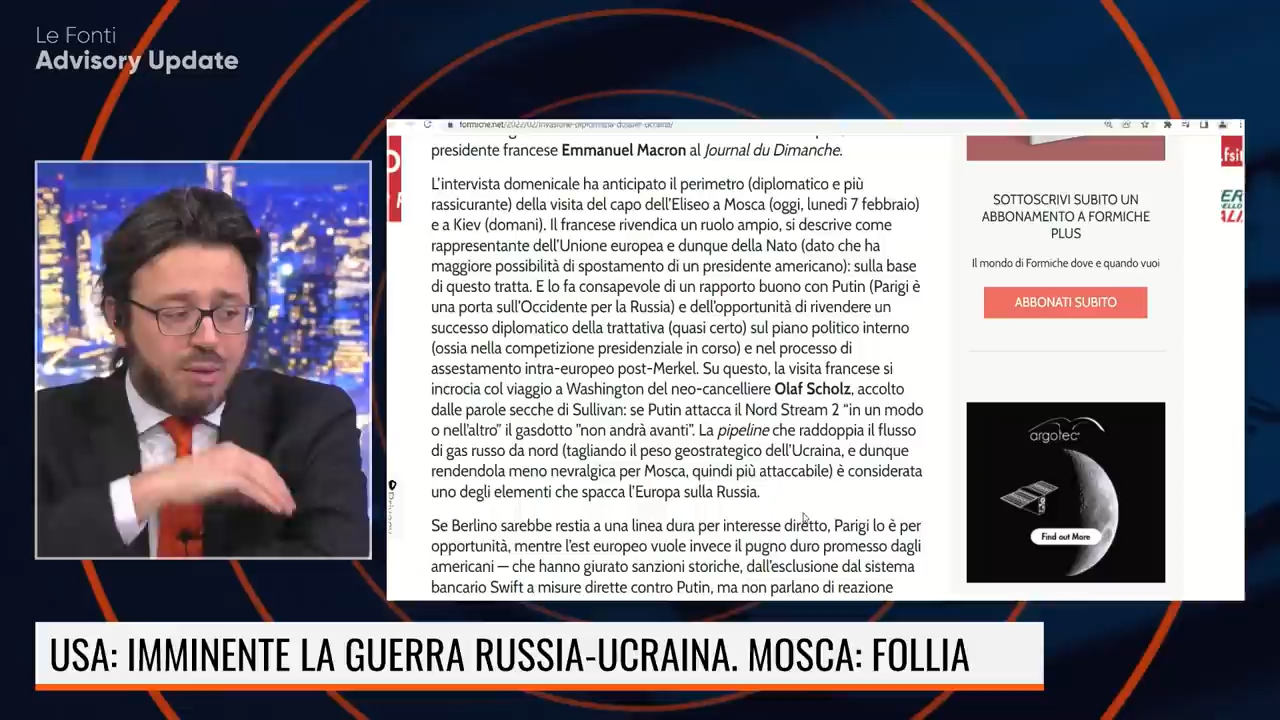 Le Fonti
Advisory Update
formiche.net/2022/02/invasione-diplomazia-dossier-ucraina/
presidente francese Emmanuel Macron al Journal du Dimanche.
L'intervista domenicale ha anticipato il perimetro (diplomatico e più
rassicurante) della visita del capo dell'Eliseo a Mosca (oggi, lunedì 7 febbraio)
e a Kiev (domani). Il francese rivendica un ruolo ampio, si descrive come
rappresentante dell'Unione europea e dunque della Nato (dato che ha
maggiore possibilità di spostamento di un presidente americano): sulla base
di questo tratta. E lo fa consapevole di un rapporto buono con Putin (Parigi è
una porta sull'Occidente per la Russia) e dell'opportunità di rivendere un
successo diplomatico della trattativa (quasi certo) sul piano politico interno
(ossia nella competizione presidenziale in corso) e nel processo di
assestamento intra-europeo post-Merkel. Su questo, la visita francese si
incrocia col viaggio a Washington del neo-cancelliere Olaf Scholz, accolto
dalle parole secche di Sullivan: se Putin attacca il Nord Stream 2 “in un modo
o nell'altro” il gasdotto ”non andrà avanti”. La pipeline che raddoppia il flusso
di gas russo da nord (tagliando il peso geostrategico dell'Ucraina, e dunque
rendendola meno nevralgica per Mosca, quindi più attaccabile) è considerata
uno degli elementi che spacca l'Europa sulla Russia.
Se Berlino sarebbe restia a una linea dura per interesse diretto, Parigi lo è per
opportunità, mentre l'est europeo vuole invece il pugno duro promesso dagli
americani — che hanno giurato sanzioni storiche, dall'esclusione dal sistema
bancario Swift a misure dirette contro Putin, ma non parlano di reazione
SOTTOSCRIVI SUBITO UN
ABBONAMENTO A FORMICHE
PLUS
Il mondo di Formiche dove e quando vuoi
ABBONATI SUBITO
argotec
Find out More
USA: IMMINENTE LA GUERRA RUSSIA-UCRAINA. MOSCA: FOLLIA